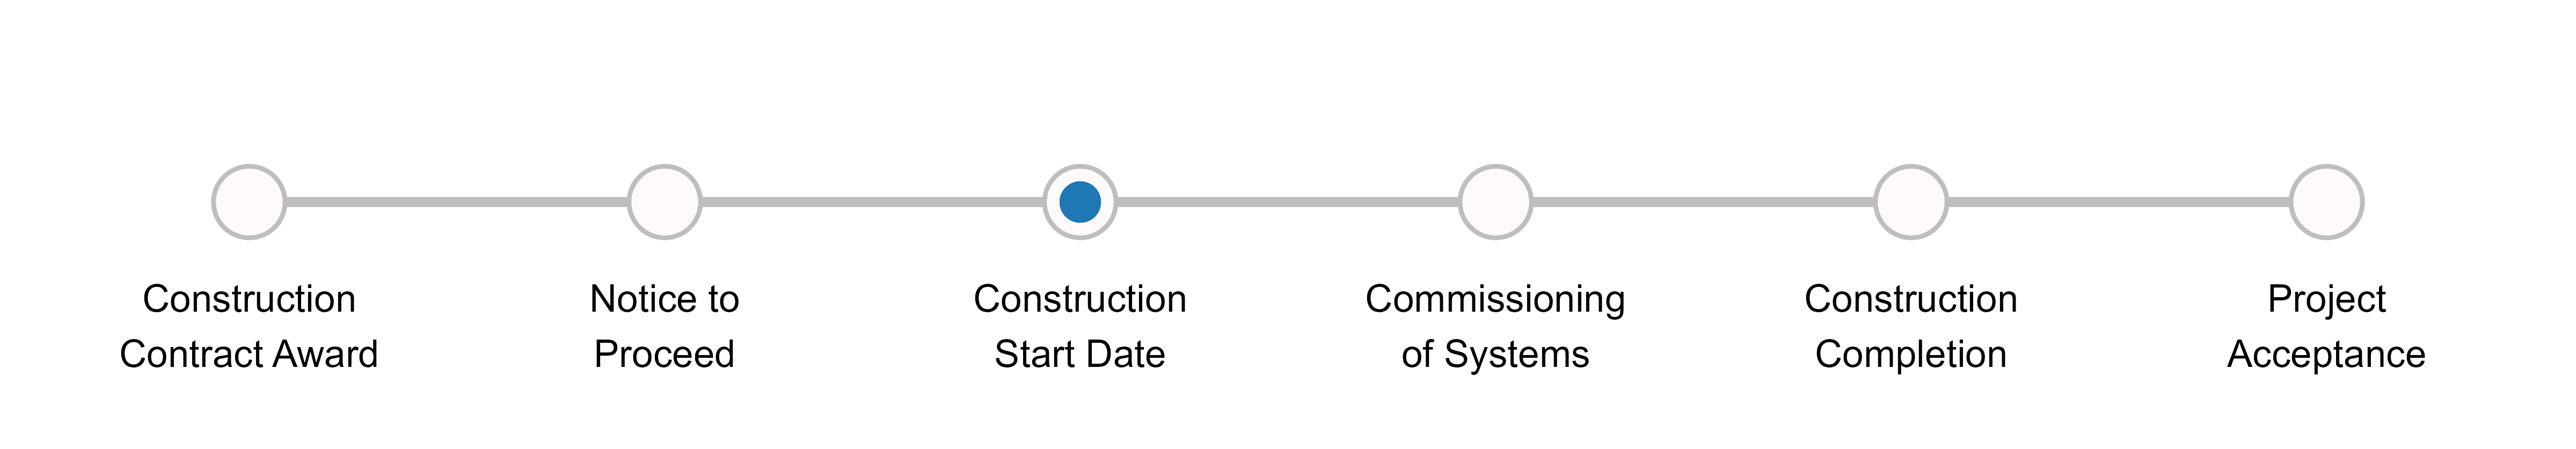 Construction
Contract Award
Notice to
Proceed
Construction
Start Date
Commissioning
of Systems
Construction
Completion
Project
Acceptance